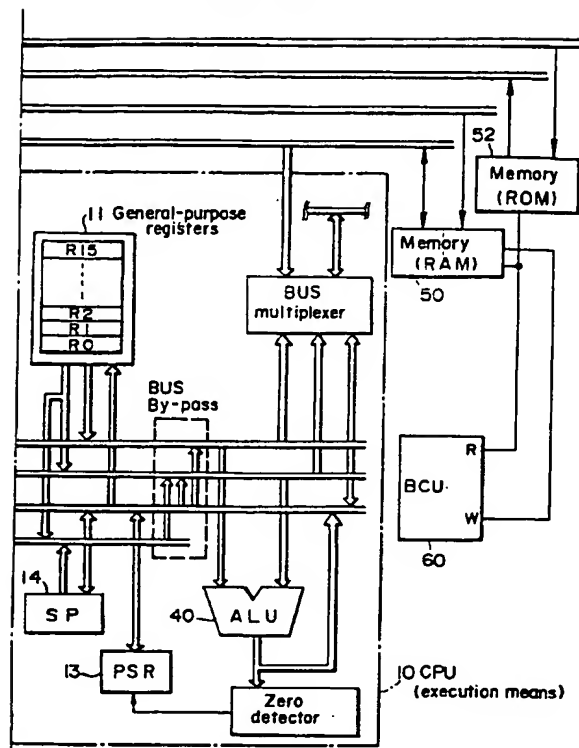 52
Memory
(ROM)
11 General-purpose
registers
R15
R2
R1
R0
Memory
(RAM)
50
BUS
multiplexer
BUS
By-pass
R
BCU
W
60
14
SP
40
ALU
13
PSR
10 CPU
(execution means)
Zero
detector